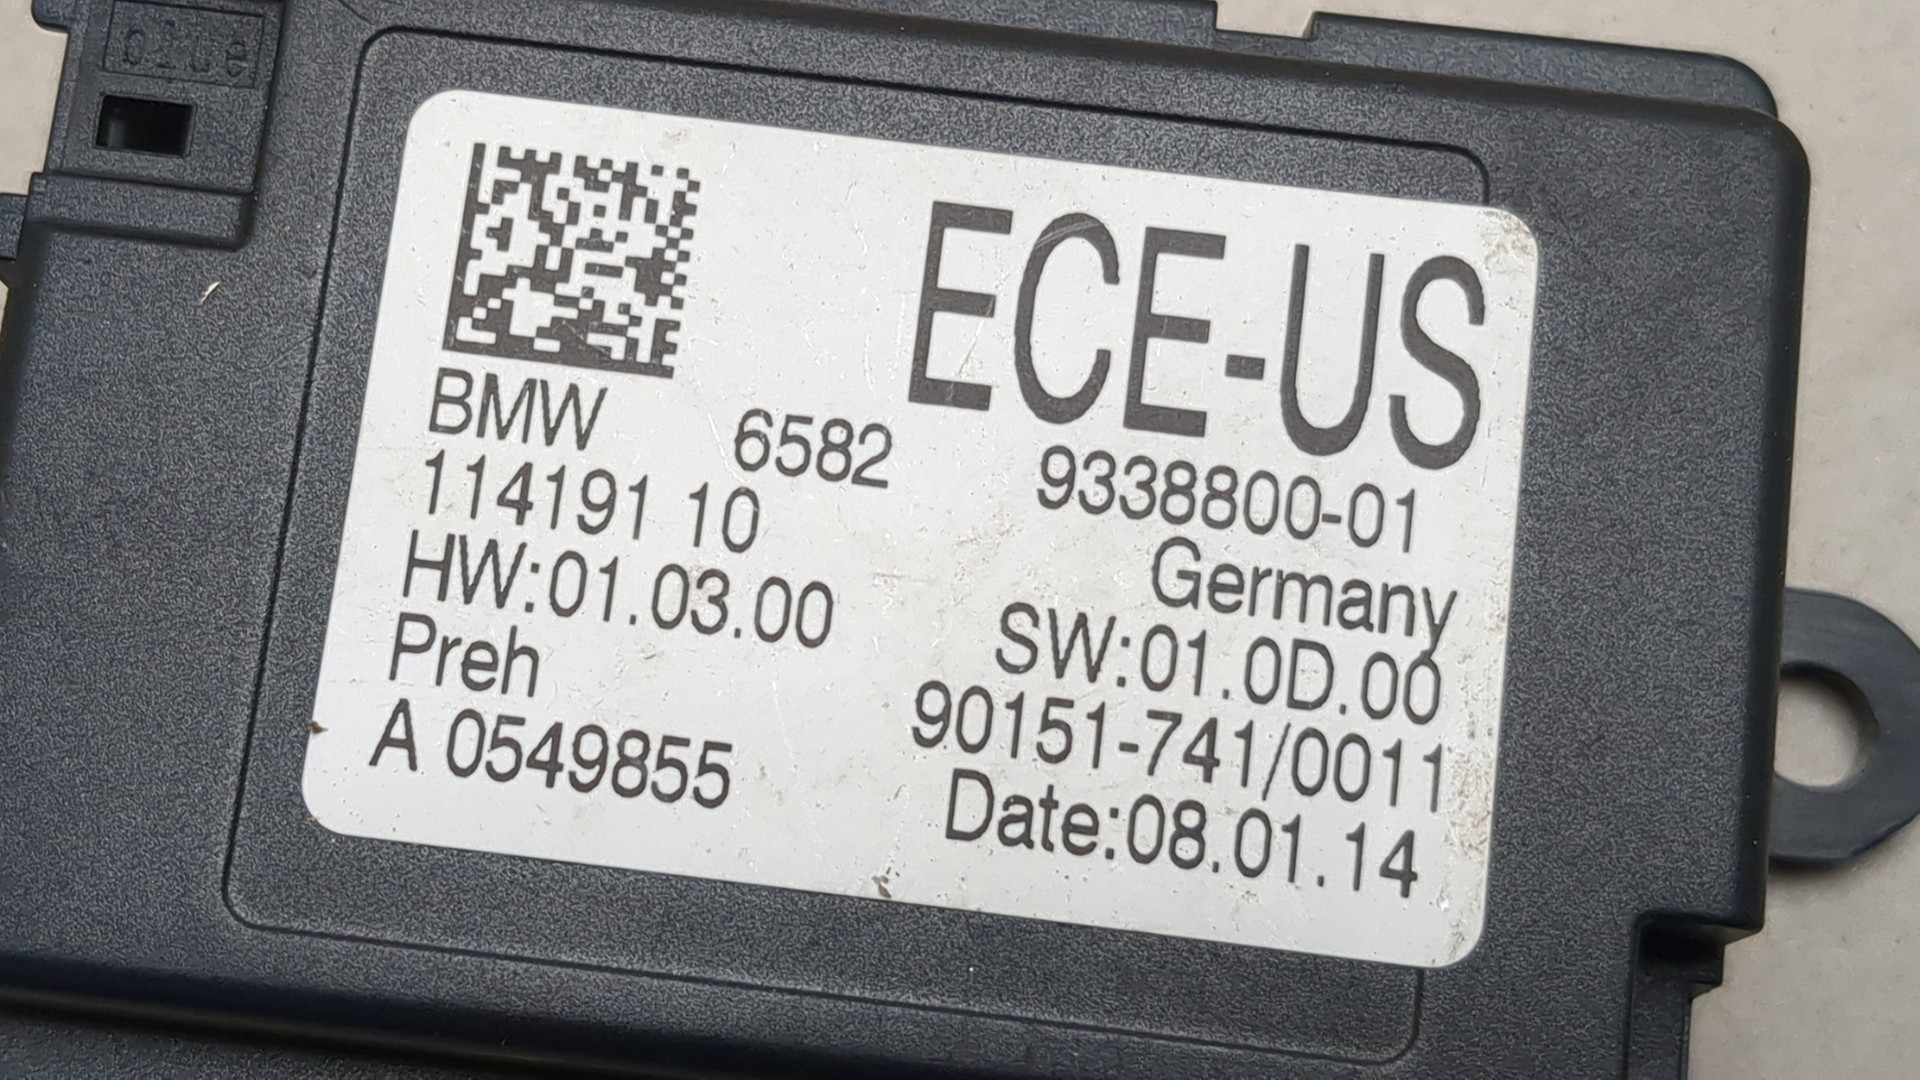 blue
ECE-US
BMW 6582 9338800-01
114191 10 Germany
HW:01.03.00 SW:01.0D.00
Preh 90151-741/0011
A 0549855 Date:08.01.14